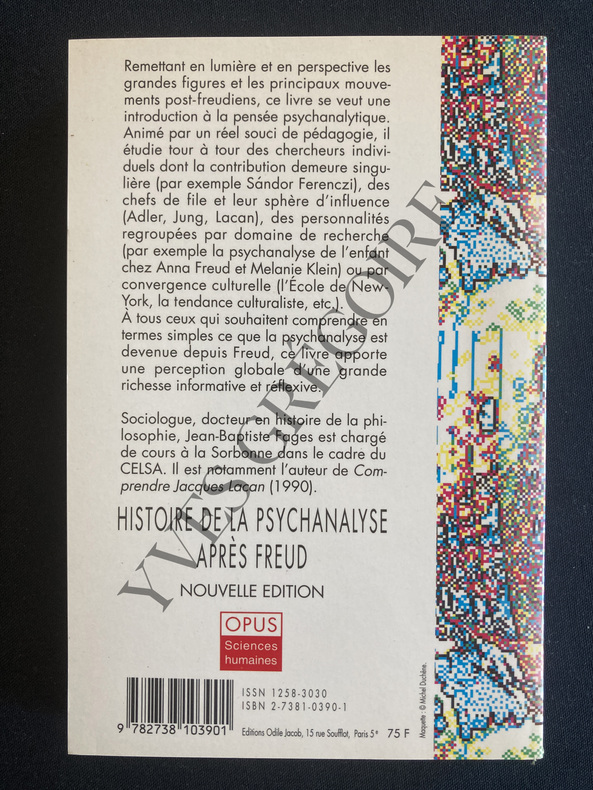 Remettant en lumière et en perspective les
grandes figures et les principaux mouve-
ments post-freudiens, ce livre se veut une
introduction à la pensée psychanalytique.
Animé par un réel souci de pédagogie, il
étudie tour à tour des chercheurs indivi-
duels dont la contribution demeure singu-
lière (par exemple Sándor Ferenczi), des
chefs de file et leur sphère d'influence
(Adler, Jung, Lacan), des personnalités
regroupées par domaine de recherche
(par exemple la psychanalyse de l'enfant
chez Anna Freud et Melanie Klein) ou par
convergence culturelle (l'École de New-
York, la tendance culturaliste, etc.).
À tous ceux qui souhaitent comprendre en
termes simples ce que la psychanalyse est
devenue depuis Freud, ce livre apporte
une perception globale d'une grande
richesse informative et réflexive.
Sociologue, docteur en histoire de la phi-
losophie, Jean-Baptiste Fages est chargé
de cours à la Sorbonne dans le cadre du
CELSA. Il est notamment l'auteur de Com-
prendre Jacques Lacan (1990).
HISTOIRE DE LA PSYCHANALYSE
APRÈS FREUD
NOUVELLE EDITION
OPUS
Sciences
humaines
ISSN 1258-3030
ISBN 2-7381-0390-1
9 782738 103901
Editions Odile Jacob, 15 rue Soufflot, Paris 5e 75 F
Maquette : © Michel Duchêne.
YVES GRÉGOIRE